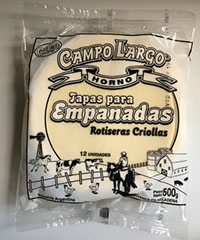 CAMPO LARGO
HORNO
Tapas para
Empanadas
Rotiseras Criollas
12 UNIDADES
500g